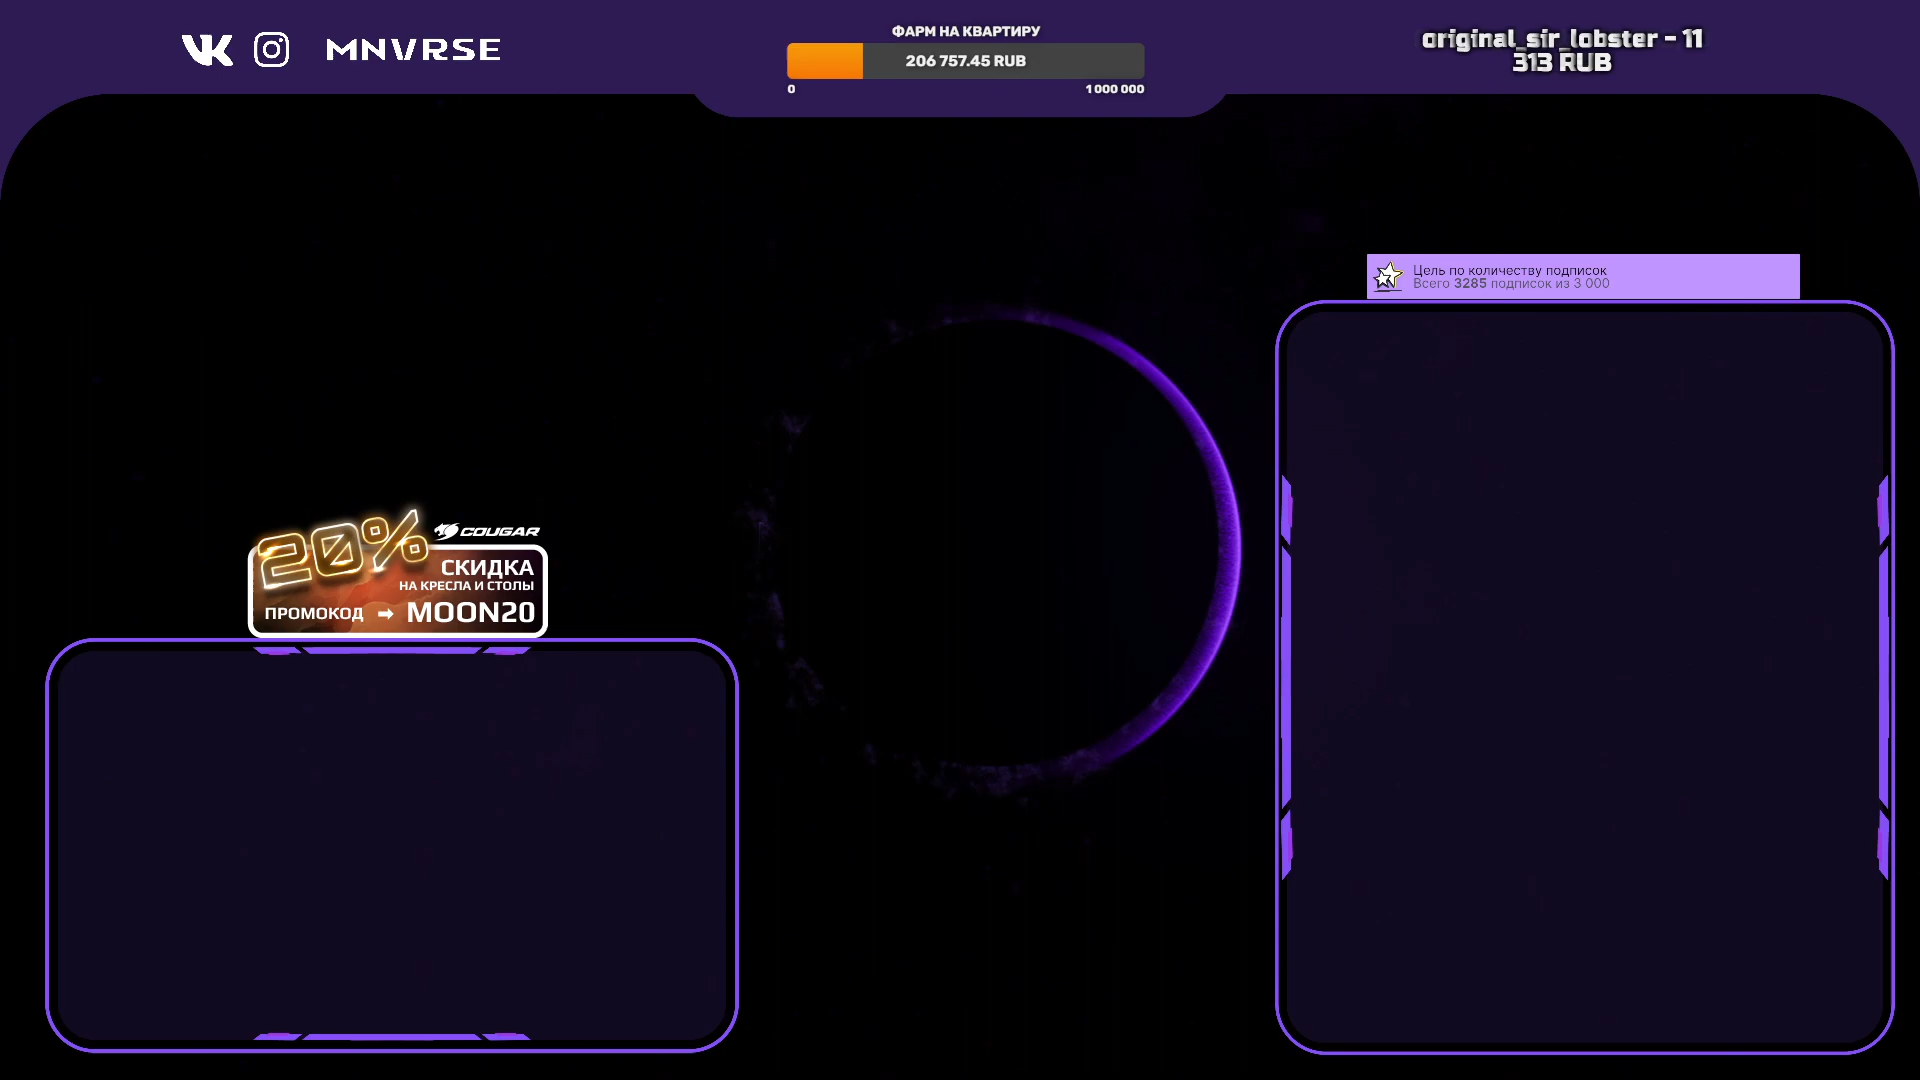 MNVRSE
ФАРМ НА КВАРТИРУ
206 757.45 RUB
0
1 000 000
original_sir_lobster - 11
313 RUB
Цель по количеству подписок
Всего 3285 подписок из 3 000
20%
COUGAR
СКИДКА
НА КРЕСЛА И СТОЛЫ
ПРОМОКОД ➡ MOON20